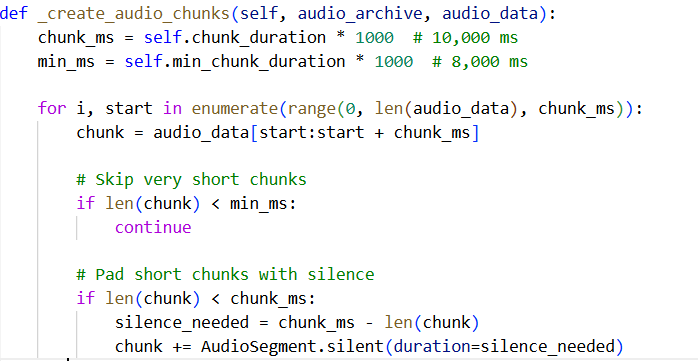 def _create_audio_chunks(self, audio_archive, audio_data):
    chunk_ms = self.chunk_duration * 1000  # 10,000 ms
    min_ms = self.min_chunk_duration * 1000  # 8,000 ms

    for i, start in enumerate(range(0, len(audio_data), chunk_ms)):
        chunk = audio_data[start:start + chunk_ms]

        # Skip very short chunks
        if len(chunk) < min_ms:
            continue

        # Pad short chunks with silence
        if len(chunk) < chunk_ms:
            silence_needed = chunk_ms - len(chunk)
            chunk += AudioSegment.silent(duration=silence_needed)